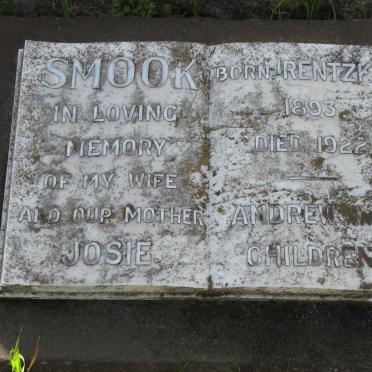 SMOOK
IN LOVING
MEMORY
OF MY WIFE
AND OUR MOTHER
JOSIE
BORN RENTZK
1893
DIED 1922
ANDREW
CHILDREN